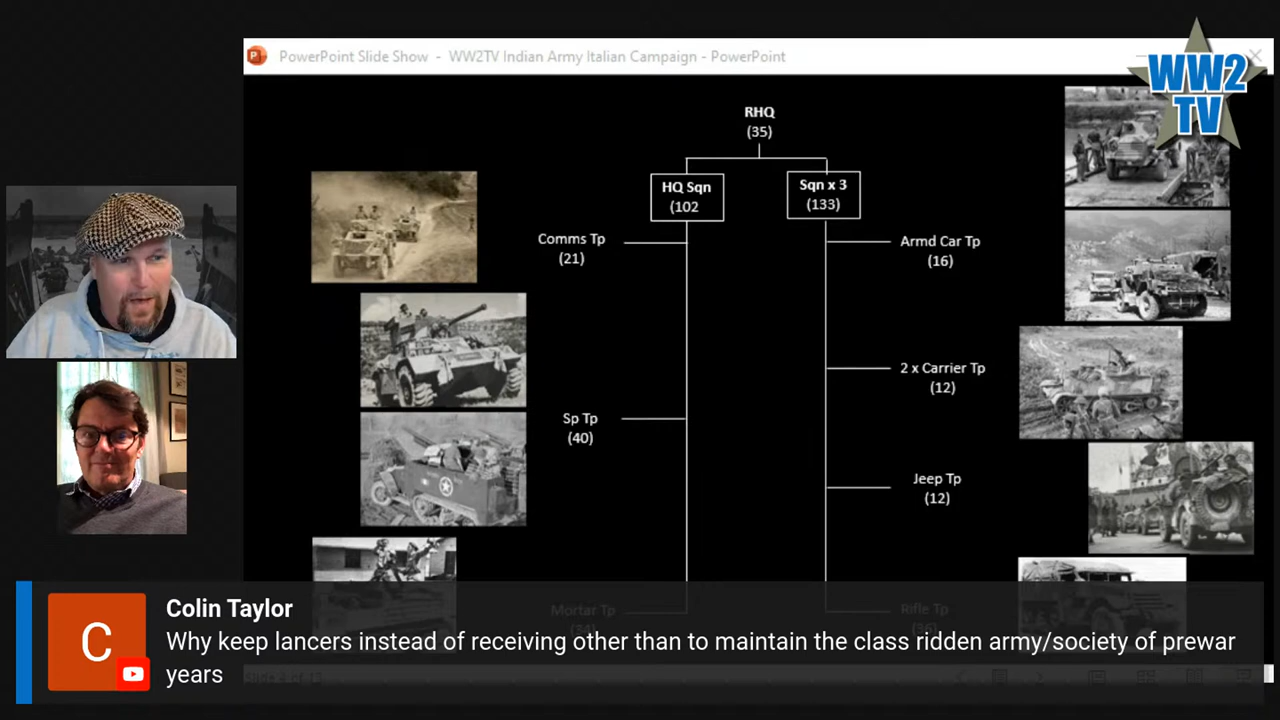 PowerPoint Slide Show - WW2TV Indian Army Italian Campaign - PowerPoint
WW2
TV
RHQ
(35)
HQ Sqn
(102
Sqn x 3
(133)
Comms Tp
(21)
Armd Car Tp
(16)
2 x Carrier Tp
(12)
Sp Tp
(40)
Jeep Tp
(12)
Mortar Tp
(34)
Rifle Tp
(36)
C
Colin Taylor
Why keep lancers instead of receiving other than to maintain the class ridden army/society of prewar
years